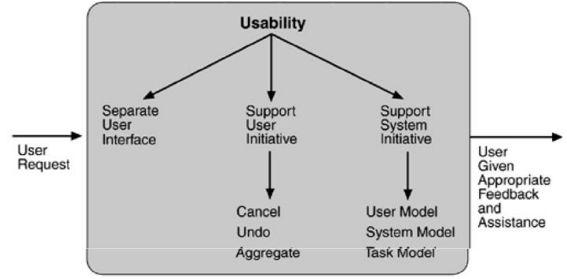 Usability
Separate
User
Interface
Support
User
Initiative
Support
System
Initiative
User
Request
User
Given
Appropriate
Feedback
and
Assistance
Cancel
Undo
Aggregate
User Model
System Model
Task Model